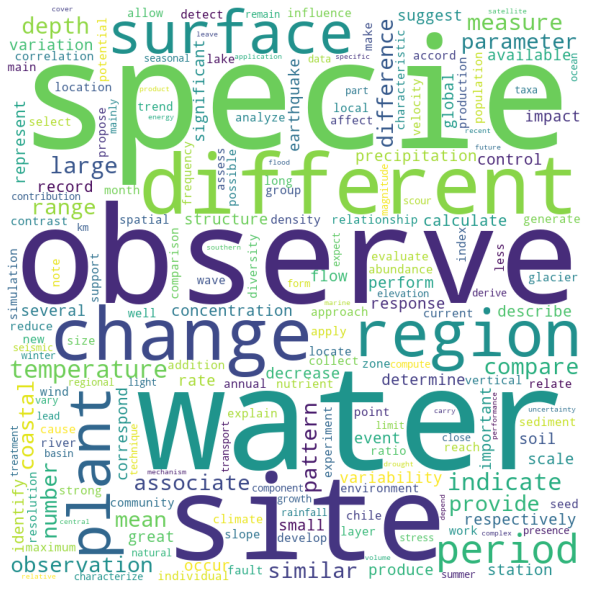 cover
satellite
allow
remain
influence
surface
suggest
measure
depth
detect
potential
variation
seasonal
make
parameter
correlation
application
leave
specific
ocean
main
lake
data
part
accord
available
product
energy
location
significant
earthquake
difference
characteristic
velocity
production
population
taxa
trend
propose
mainly
analyze
local
affect
global
impact
recent
future
select
represent
specie
large
record
month
frequency
assess
possible
long
group
precipitation
control
flood
magnitude
scour
different
range
contribution
contrast
km
spatial
structure
density
relationship
calculate
generate
southern
observe
simulation
note
support
comparison
diversity
wave
expect
form
marine
evaluate
abundance
elevation
index
less
derive
glacier
several
well
concentration
flow
approach
perform
response
current
describe
reduce
new
size
seismic
winter
change
region
temperature
regional
light
addition
rate
apply
locate
collect
decrease
annual
nutrient
zone
compute
vertical
determine
compare
relate
wind
vary
lead
cause
river
basin
coastal
plant
correspond
technique
water
transport
explain
experiment
pattern
point
limit
event
ratio
close
reach
carry
performance
uncertainty
important
sediment
soil
scale
treatment
resolution
identify
number
strong
community
associate
mechanism
component
rainfall
growth
environment
variability
drought
indicate
provide
seed
respectively
depend
maximum
central
mean
great
natural
climate
slope
small
develop
layer
chile
stress
work
presence
complex
site
period
observation
characterize
relative
individual
occur
fault
similar
volume
produce
summer
station